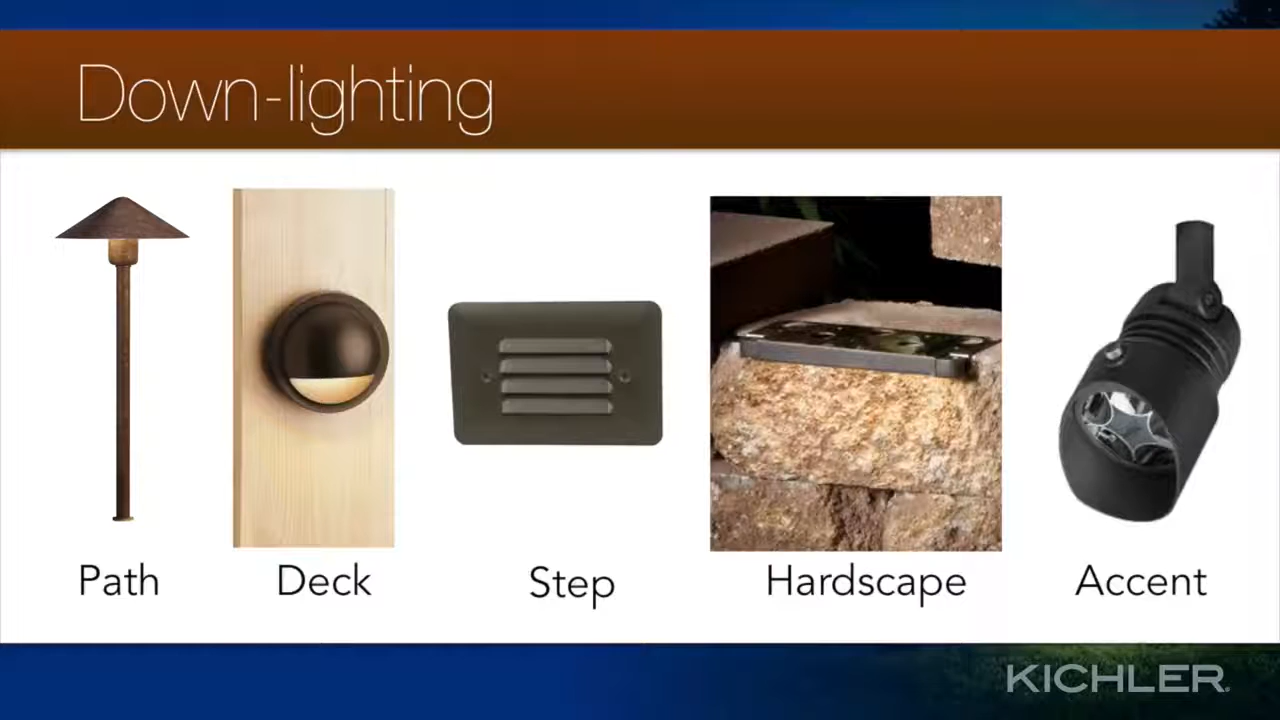 Down-lighting
Path
Deck
Step
Hardscape
Accent
KICHLER